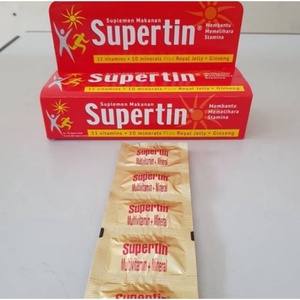 Suplemen Makanan
Supertin®
Membantu
Memelihara
Stamina
11 vitamins + 10 minerals Plus Royal Jelly + Ginseng
Suplemen Makanan
Supertin®
Membantu
Memelihara
Stamina
11 vitamins + 10 minerals Plus Royal Jelly + Ginseng
Supertin®
Multivitamin + Mineral
Supertin®
Multivitamin + Mineral
Supertin®
Multivitamin + Mineral
Supertin®
Multivitamin + Mineral